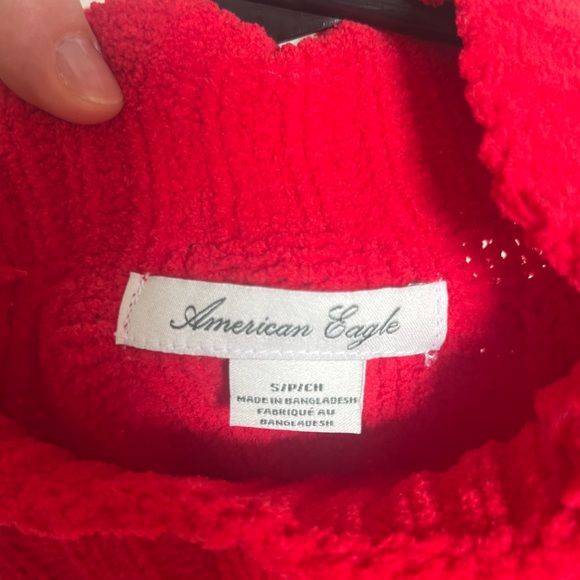 American Eagle
S/P/CH
MADE IN BANGLADESH
FABRIQUÉ AU
BANGLADESH